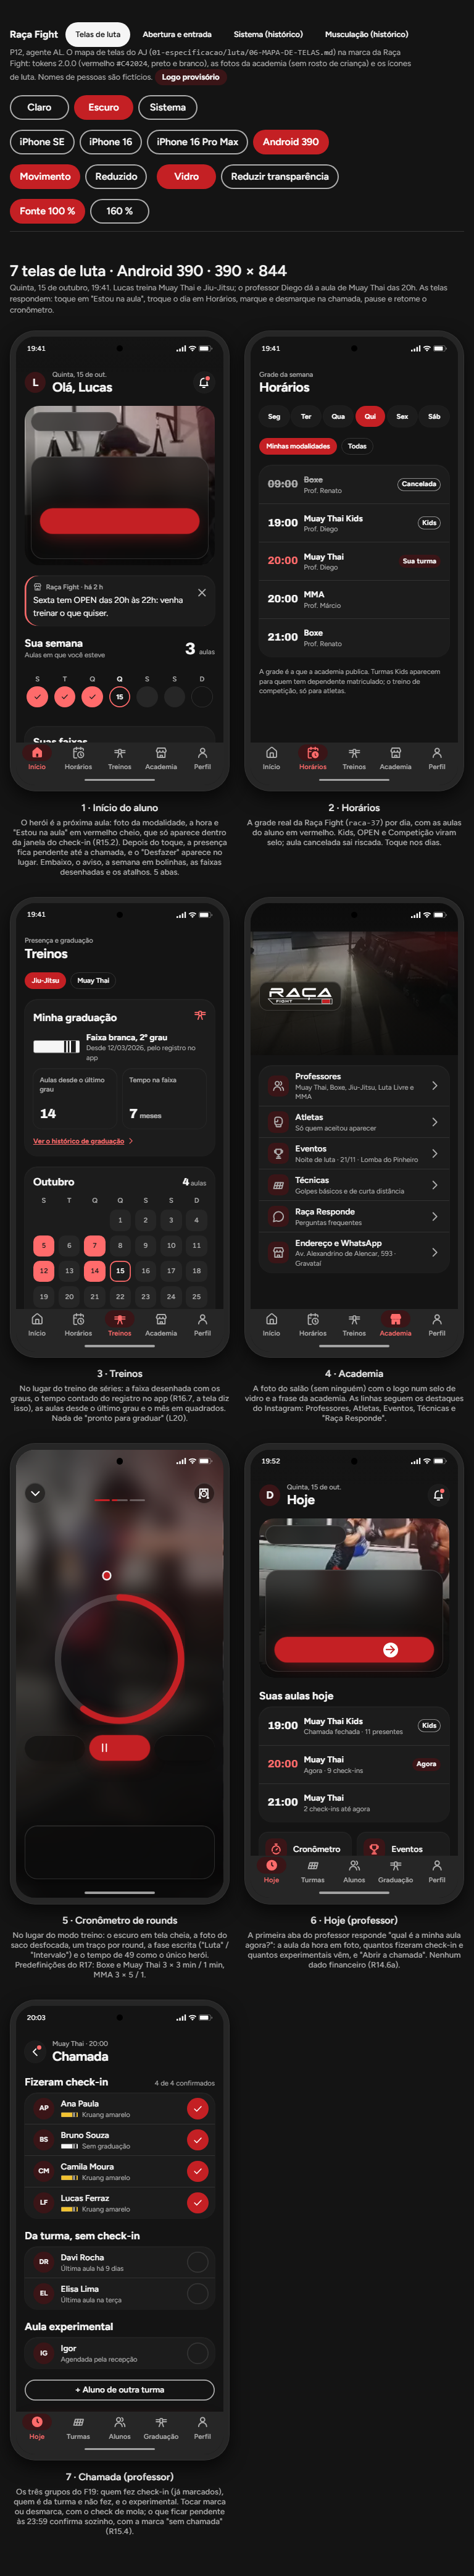 Raça Fight
Telas de luta
Abertura e entrada
Sistema (histórico)
Musculação (histórico)
P12, agente AL. O mapa de telas do AJ (01-especificacao/luta/06-MAPA-DE-TELAS.md) na marca da Raça
Fight: tokens 2.0.0 (vermelho #C42024, preto e branco), as fotos da academia (sem rosto de criança) e os ícones
de luta. Nomes de pessoas são fictícios. Logo provisório
Claro
Escuro
Sistema
iPhone SE
iPhone 16
iPhone 16 Pro Max
Android 390
Movimento
Reduzido
Vidro
Reduzir transparência
Fonte 100 %
160 %
7 telas de luta · Android 390 · 390 × 844
Quinta, 15 de outubro, 19:41. Lucas treina Muay Thai e Jiu-Jitsu; o professor Diego dá a aula de Muay Thai das 20h. As telas
respondem: toque em "Estou na aula", troque o dia em Horários, marque e desmarque na chamada, pause e retome o
cronômetro.
19:41
L
Quinta, 15 de out.
Olá, Lucas
Raça Fight · há 2 h
Sexta tem OPEN das 20h às 22h: venha
treinar o que quiser.
Sua semana
Aulas em que você esteve
3 aulas
S T Q Q S S D
15
Suas faixas
Início
Horários
Treinos
Academia
Perfil
1 · Início do aluno
O herói é a próxima aula: foto da modalidade, a hora e
"Estou na aula" em vermelho cheio, que só aparece dentro
da janela do check-in (R15.2). Depois do toque, a presença
fica pendente até a chamada, e o "Desfazer" aparece no
lugar. Embaixo, o aviso, a semana em bolinhas, as faixas
desenhadas e os atalhos. 5 abas.
19:41
Grade da semana
Horários
Seg
Ter
Qua
Qui
Sex
Sáb
Minhas modalidades
Todas
09:00 Boxe
Prof. Renato
Cancelada
19:00 Muay Thai Kids
Prof. Diego
Kids
20:00 Muay Thai
Prof. Diego
Sua turma
20:00 MMA
Prof. Márcio
21:00 Boxe
Prof. Renato
A grade é a que a academia publica. Turmas Kids aparecem
para quem tem dependente matriculado; o treino de
competição, só para atletas.
Início
Horários
Treinos
Academia
Perfil
2 · Horários
A grade real da Raça Fight (raca-37) por dia, com as aulas
do aluno em vermelho. Kids, OPEN e Competição viram
selo; aula cancelada sai riscada. Toque nos dias.
19:41
Presença e graduação
Treinos
Jiu-Jitsu
Muay Thai
Minha graduação
Faixa branca, 2º grau
Desde 12/03/2026, pelo registro no
app
Aulas desde o último
grau
14
Tempo na faixa
7 meses
Ver o histórico de graduação
Outubro
4 aulas
S T Q Q S S D
1 2 3 4
5 6 7 8 9 10 11
12 13 14 15 16 17 18
19 20 21 22 23 24 25
Início
Horários
Treinos
Academia
Perfil
3 · Treinos
No lugar do treino de séries: a faixa desenhada com os
graus, o tempo contado do registro no app (R16.7, a tela diz
isso), as aulas desde o último grau e o mês em quadrados.
Nada de "pronto para graduar" (L20).
RAÇA
FIGHT
Professores
Muay Thai, Boxe, Jiu-Jitsu, Luta Livre e
MMA
Atletas
Só quem aceitou aparecer
Eventos
Noite de luta · 21/11 · Lomba do Pinheiro
Técnicas
Golpes básicos e de curta distância
Raça Responde
Perguntas frequentes
Endereço e WhatsApp
Av. Alexandrino de Alencar, 593 ·
Gravataí
Início
Horários
Treinos
Academia
Perfil
4 · Academia
A foto do salão (sem ninguém) com o logo num selo de
vidro e a frase da academia. As linhas seguem os destaques
do Instagram: Professores, Atletas, Eventos, Técnicas e
"Raça Responde".
5 · Cronômetro de rounds
No lugar do modo treino: o escuro em tela cheia, a foto do
saco desfocada, um traço por round, a fase escrita ("Luta" /
"Intervalo") e o tempo de 49 como o único herói.
Predefinições do R17: Boxe e Muay Thai 3 × 3 min / 1 min,
MMA 3 × 5 / 1.
19:52
D
Quinta, 15 de out.
Hoje
Suas aulas hoje
19:00 Muay Thai Kids
Chamada fechada · 11 presentes
Kids
20:00 Muay Thai
Agora · 9 check-ins
Agora
21:00 Muay Thai
2 check-ins até agora
Cronômetro
Eventos
Hoje
Turmas
Alunos
Graduação
Perfil
6 · Hoje (professor)
A primeira aba do professor responde "qual é a minha aula
agora?": a aula da hora em foto, quantos fizeram check-in e
quantos experimentais vêm, e "Abrir a chamada". Nenhum
dado financeiro (R14.6a).
20:03
Muay Thai · 20:00
Chamada
Fizeram check-in
4 de 4 confirmados
AP
Ana Paula
Kruang amarelo
BS
Bruno Souza
Sem graduação
CM
Camila Moura
Kruang amarelo
LF
Lucas Ferraz
Kruang amarelo
Da turma, sem check-in
DR
Davi Rocha
Última aula há 9 dias
EL
Elisa Lima
Última aula na terça
Aula experimental
IG
Igor
Agendada pela recepção
+ Aluno de outra turma
Hoje
Turmas
Alunos
Graduação
Perfil
7 · Chamada (professor)
Os três grupos do F19: quem fez check-in (já marcados),
quem é da turma e não fez, e o experimental. Tocar marca
ou desmarca, com o check de mola; o que ficar pendente
às 23:59 confirma sozinho, com a marca "sem chamada"
(R15.4).